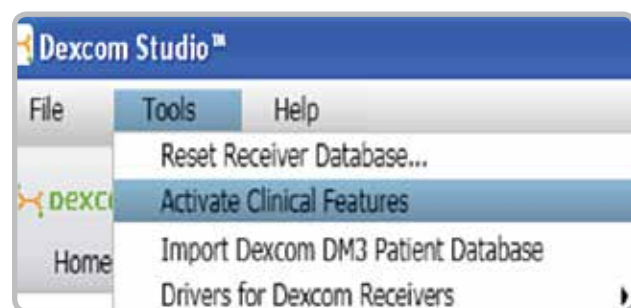 Dexcom Studio™
File Tools Help
Reset Receiver Database...
Activate Clinical Features
DEXC
Import Dexcom DM3 Patient Database
Home
Drivers for Dexcom Receivers